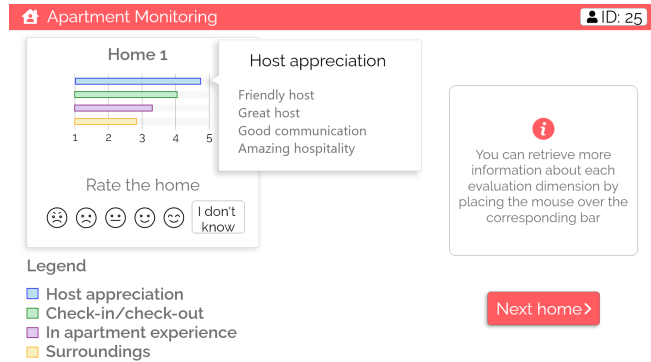 Apartment Monitoring
ID: 25
Home 1
1 2 3 4 5
Host appreciation
Friendly host
Great host
Good communication
Amazing hospitality
Rate the home
I don't
know
You can retrieve more
information about each
evaluation dimension by
placing the mouse over the
corresponding bar
Legend
Host appreciation
Check-in/check-out
In apartment experience
Surroundings
Next home